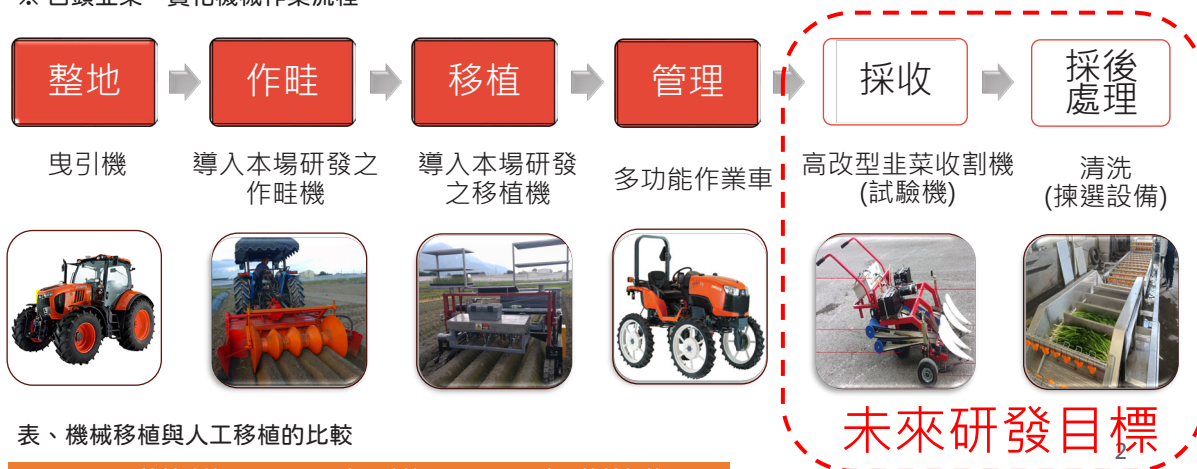 整地
作畦
移植
管理
採收
採後
處理
曳引機
導入本場研發之
作畦機
導入本場研發
之移植機
多功能作業車
高改型韭菜收割機
(試驗機)
清洗
(揀選設備)
未來研發目標
2
表、機械移植與人工移植的比較